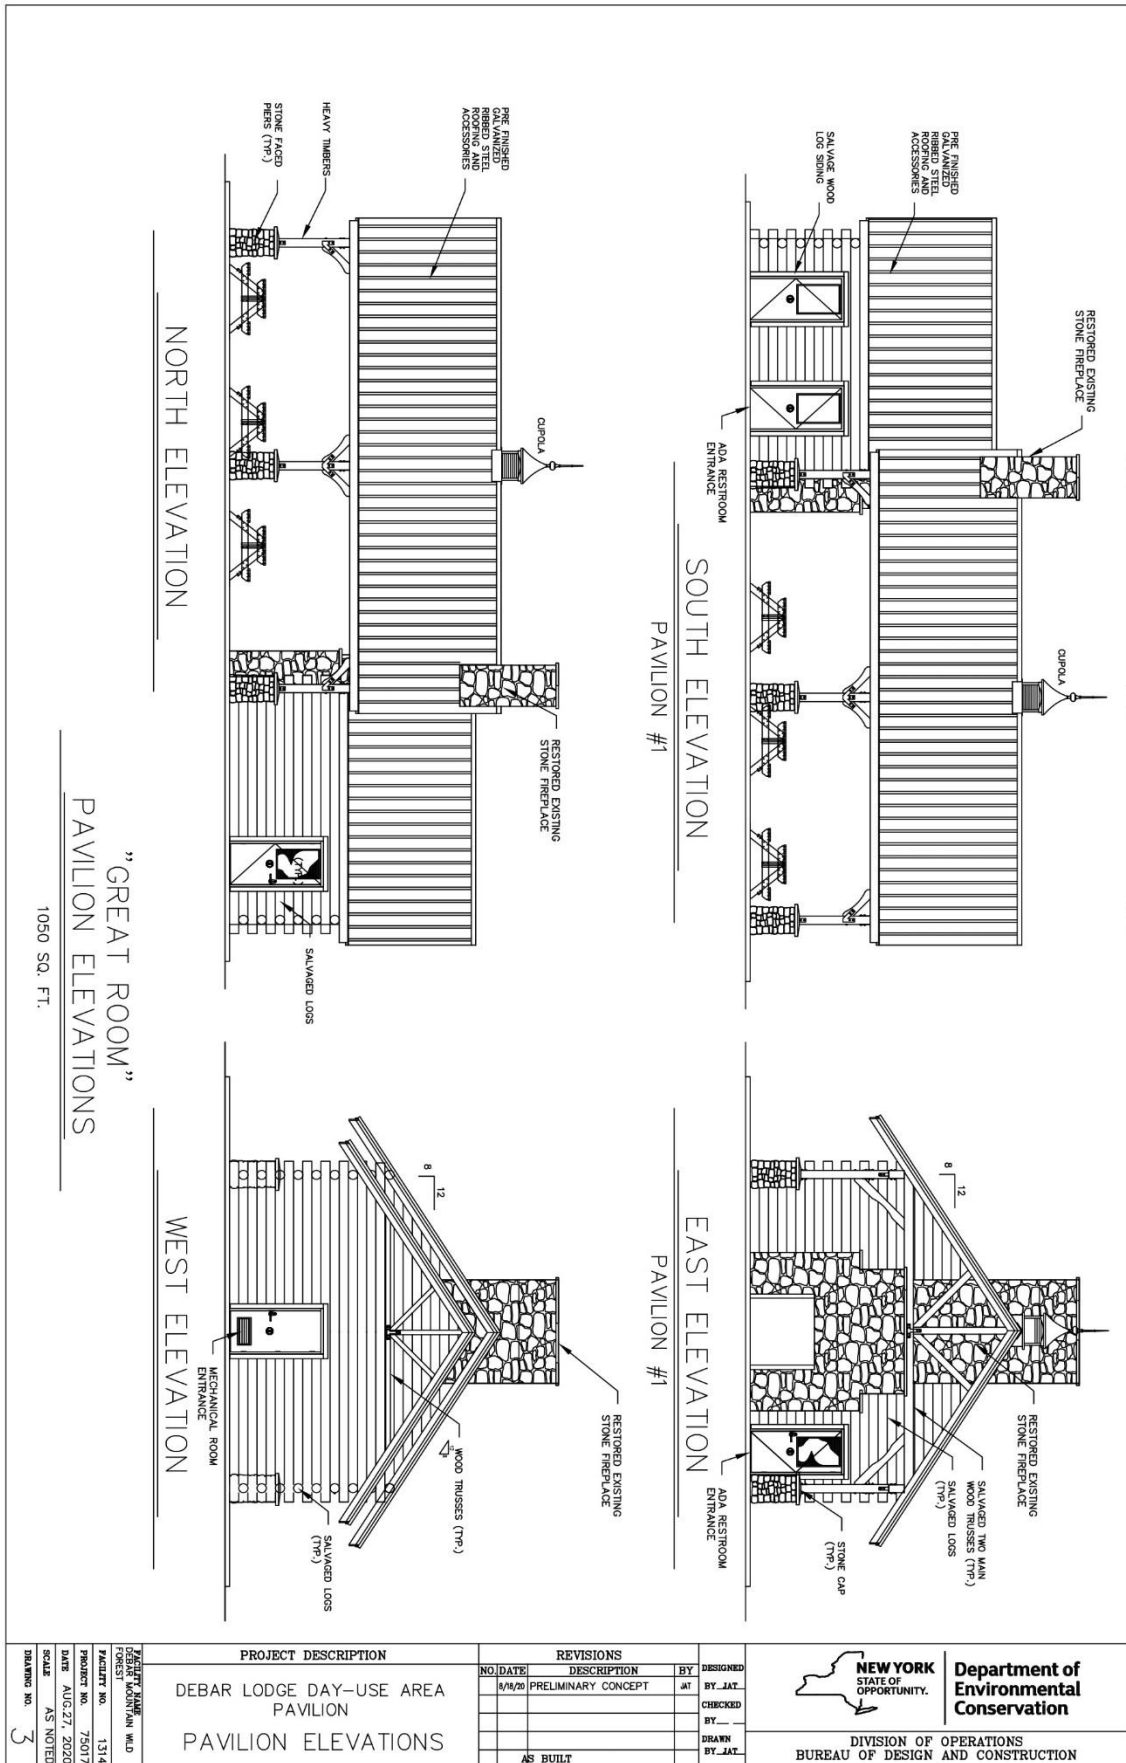 PRE FINISHED
GALVANIZED
RIBBED STEEL
ROOFING AND
ACCESSORIES
SALVAGE WOOD
LOG SIDING
RESTORED EXISTING
STONE FIREPLACE
ADA RESTROOM
ENTRANCE
CUPOLA
SOUTH ELEVATION
PAVILION #1
8
12
RESTORED EXISTING
STONE FIREPLACE
SALVAGED TWO MAIN
WOOD TRUSSES (TYP.)
SALVAGED LOGS
(TYP.)
STONE CAP
(TYP.)
ADA RESTROOM
ENTRANCE
EAST ELEVATION
PAVILION #1
PRE FINISHED
GALVANIZED
RIBBED STEEL
ROOFING AND
ACCESSORIES
HEAVY TIMBERS
STONE FACED
PIERS (TYP.)
CUPOLA
RESTORED EXISTING
STONE FIREPLACE
(TYP.)
SALVAGED LOGS
NORTH ELEVATION
8
12
RESTORED EXISTING
STONE FIREPLACE
WOOD TRUSSES (TYP.)
SALVAGED LOGS
(TYP.)
MECHANICAL ROOM
ENTRANCE
WEST ELEVATION
"GREAT ROOM"
PAVILION ELEVATIONS
1050 SQ. FT.
FACILITY NAME
DEBAR MOUNTAIN WILD
FOREST
FACILITY NO. 1314
PROJECT NO. 75017
DATE AUG.27, 2020
SCALE AS NOTED
DRAWING NO. 3
PROJECT DESCRIPTION
DEBAR LODGE DAY-USE AREA
PAVILION
PAVILION ELEVATIONS
REVISIONS
NO. DATE DESCRIPTION BY
8/18/20 PRELIMINARY CONCEPT JAT
AS BUILT
DESIGNED
BY JAT
CHECKED
BY
DRAWN
BY JAT
NEW YORK
STATE OF
OPPORTUNITY.
Department of
Environmental
Conservation
DIVISION OF OPERATIONS
BUREAU OF DESIGN AND CONSTRUCTION